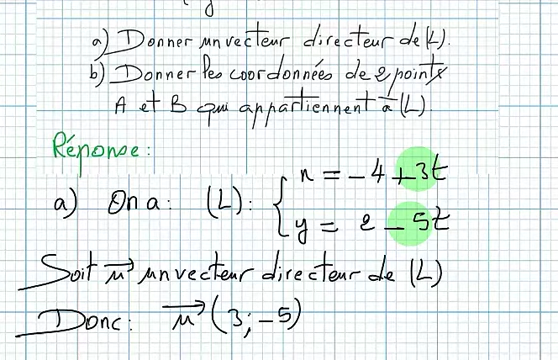 a) Donner un vecteur directeur de (L).
b) Donner les coordonnées de 2 points
A et B qui appartiennent à (L)
Réponse:
a) On a: (L): { x = -4 + 3t
y = 2 - 5t
Soit u⃗ un vecteur directeur de (L)
Donc: u⃗ (3; -5)